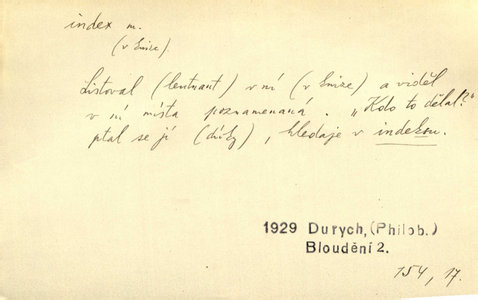 index m.
(v knize).
Listoval (leutnant) v ní (v knize) a viděl
v ní místa poznamenaná. „Kdo to dělal?“
ptal se jí (dívky), hledaje v indexu.
1929 Durych, (Philob.)
Bloudění 2.
154, 17.